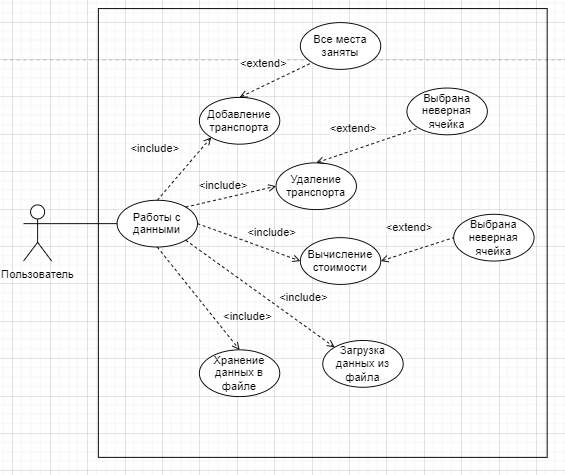 Все места
заняты
<extend>
Добавление
транспорта
Выбрана
неверная
ячейка
<extend>
<include>
<include>
Удаление
транспорта
Работы с
данными
<include>
<extend>
Выбрана
неверная
ячейка
Вычисление
стоимости
Пользователь
<include>
<include>
Хранение
данных в
файле
Загрузка
данных из
файла